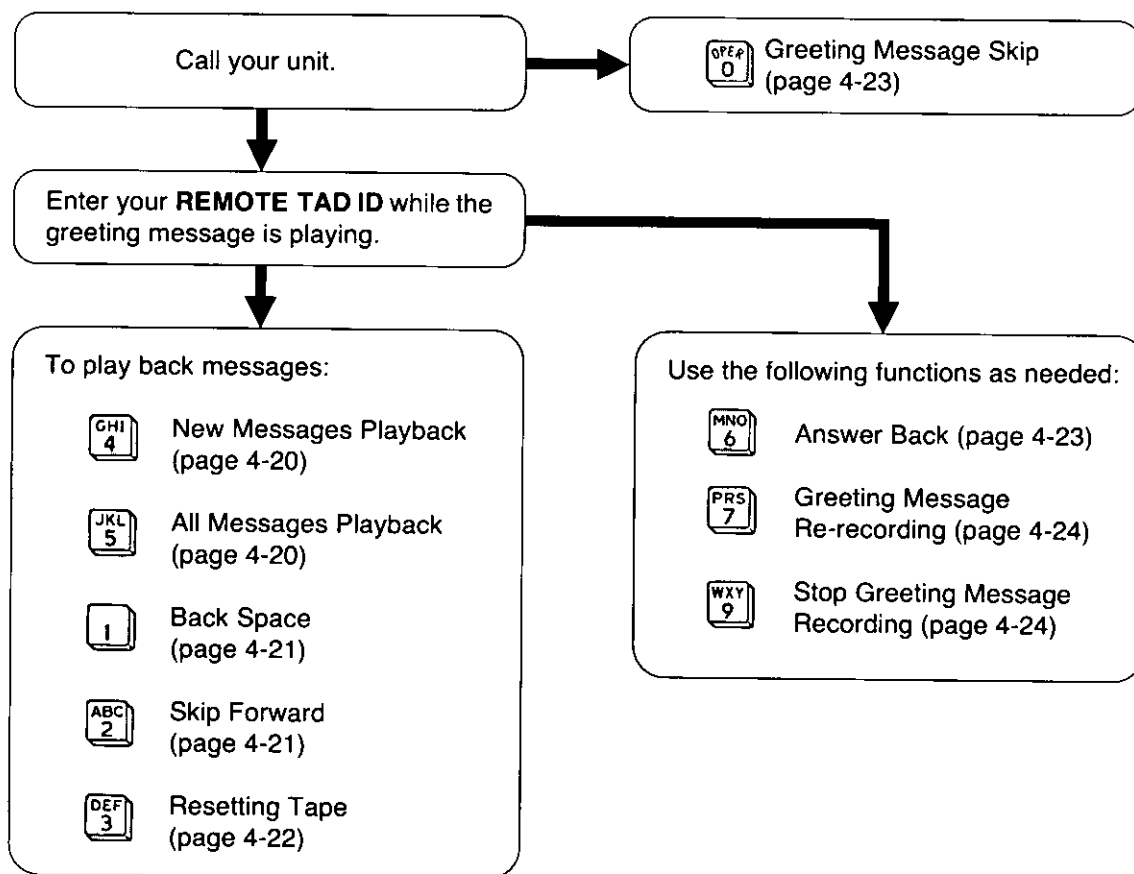 Call your unit.
OPER
0
Greeting Message Skip
(page 4-23)
Enter your REMOTE TAD ID while the
greeting message is playing.
To play back messages:
GHI
4
New Messages Playback
(page 4-20)
JKL
5
All Messages Playback
(page 4-20)
1
Back Space
(page 4-21)
ABC
2
Skip Forward
(page 4-21)
DEF
3
Resetting Tape
(page 4-22)
Use the following functions as needed:
MNO
6
Answer Back (page 4-23)
PRS
7
Greeting Message
Re-recording (page 4-24)
WXY
9
Stop Greeting Message
Recording (page 4-24)